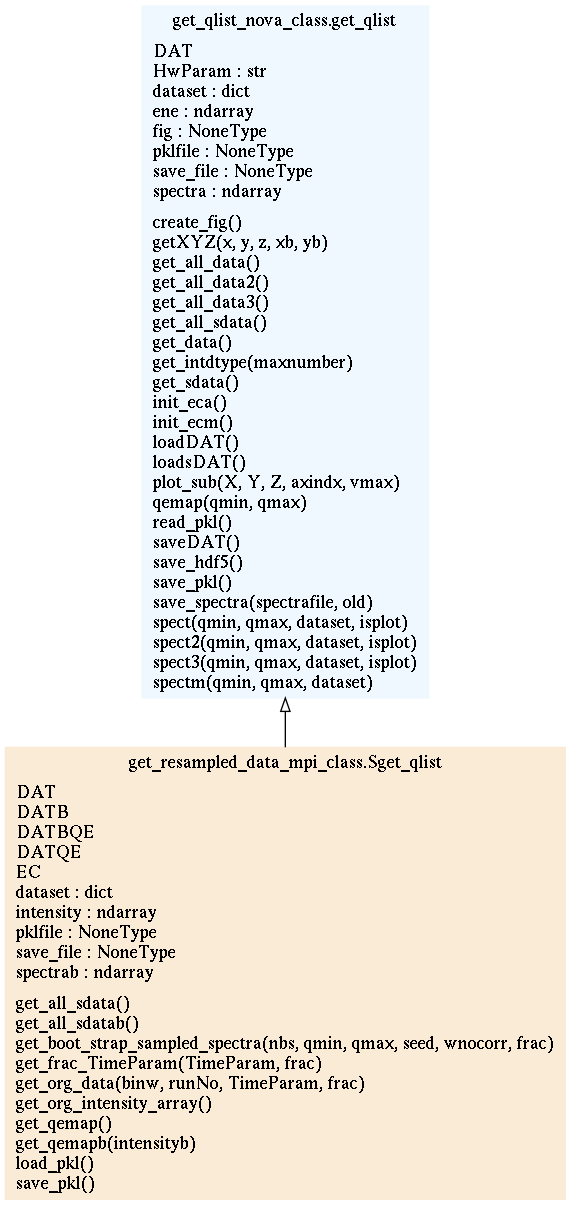 get_qlist_nova_class.get_qlist
DAT
HwParam : str
dataset : dict
ene : ndarray
fig : NoneType
pklfile : NoneType
save_file : NoneType
spectra : ndarray
create_fig()
getXYZ(x, y, z, xb, yb)
get_all_data()
get_all_data2()
get_all_data3()
get_all_sdata()
get_data()
get_intdtype(maxnumber)
get_sdata()
init_eca()
init_ecm()
loadDAT()
loadsDAT()
plot_sub(X, Y, Z, axindx, vmax)
qemap(qmin, qmax)
read_pkl()
saveDAT()
save_hdf5()
save_pkl()
save_spectra(spectrafile, old)
spect(qmin, qmax, dataset, isplot)
spect2(qmin, qmax, dataset, isplot)
spect3(qmin, qmax, dataset, isplot)
spectm(qmin, qmax, dataset)
get_resampled_data_mpi_class.Sget_qlist
DAT
DATB
DATBQE
DATQE
EC
dataset : dict
intensity : ndarray
pklfile : NoneType
save_file : NoneType
spectrab : ndarray
get_all_sdata()
get_all_sdatab()
get_boot_strap_sampled_spectra(nbs, qmin, qmax, seed, wnocorr, frac)
get_frac_TimeParam(TimeParam, frac)
get_org_data(binw, runNo, TimeParam, frac)
get_org_intensity_array()
get_qemap()
get_qemapb(intensityb)
load_pkl()
save_pkl()